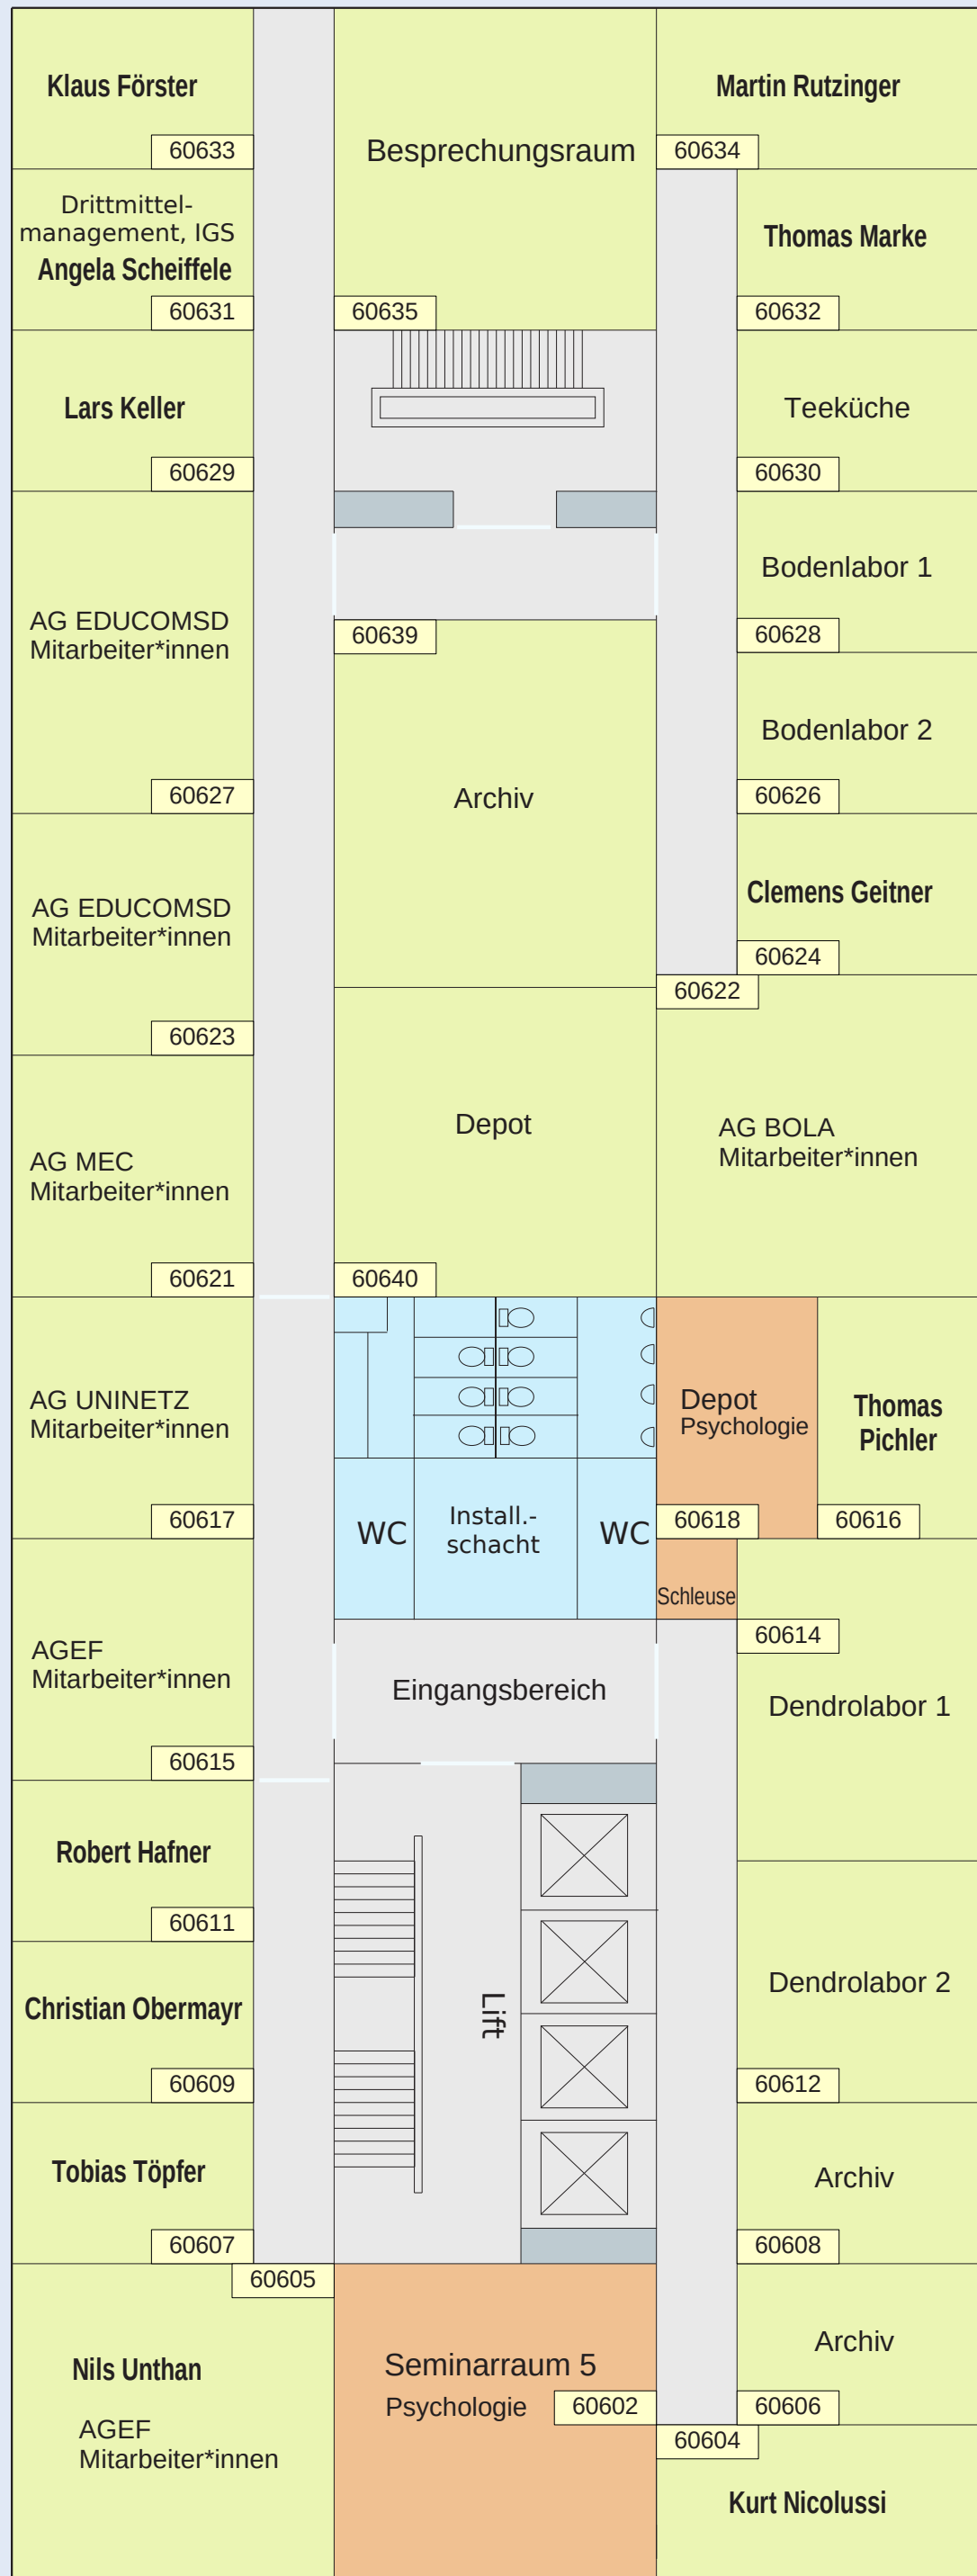 Klaus Förster
60633
Besprechungsraum
60635
Martin Rutzinger
60634
Drittmittel-
management, IGS
Angela Scheiffele
60631
Thomas Marke
60632
Lars Keller
60629
Teeküche
60630
AG EDUCOMSD
Mitarbeiter*innen
60627
60639
Archiv
Bodenlabor 1
60628
Bodenlabor 2
60626
AG EDUCOMSD
Mitarbeiter*innen
60623
Clemens Geitner
60624
60622
AG BOLA
Mitarbeiter*innen
Depot
60640
AG MEC
Mitarbeiter*innen
60621
AG UNINETZ
Mitarbeiter*innen
60617
WC
Install.-
schacht
WC
Depot
Psychologie
60618
Thomas
Pichler
60616
Schleuse
60614
Dendrolabor 1
Eingangsbereich
AGEF
Mitarbeiter*innen
60615
Robert Hafner
60611
Lift
Dendrolabor 2
60612
Christian Obermayr
60609
Tobias Töpfer
60607
Archiv
60608
60605
Nils Unthan
AGEF
Mitarbeiter*innen
Seminarraum 5
Psychologie
60602
Archiv
60606
60604
Kurt Nicolussi